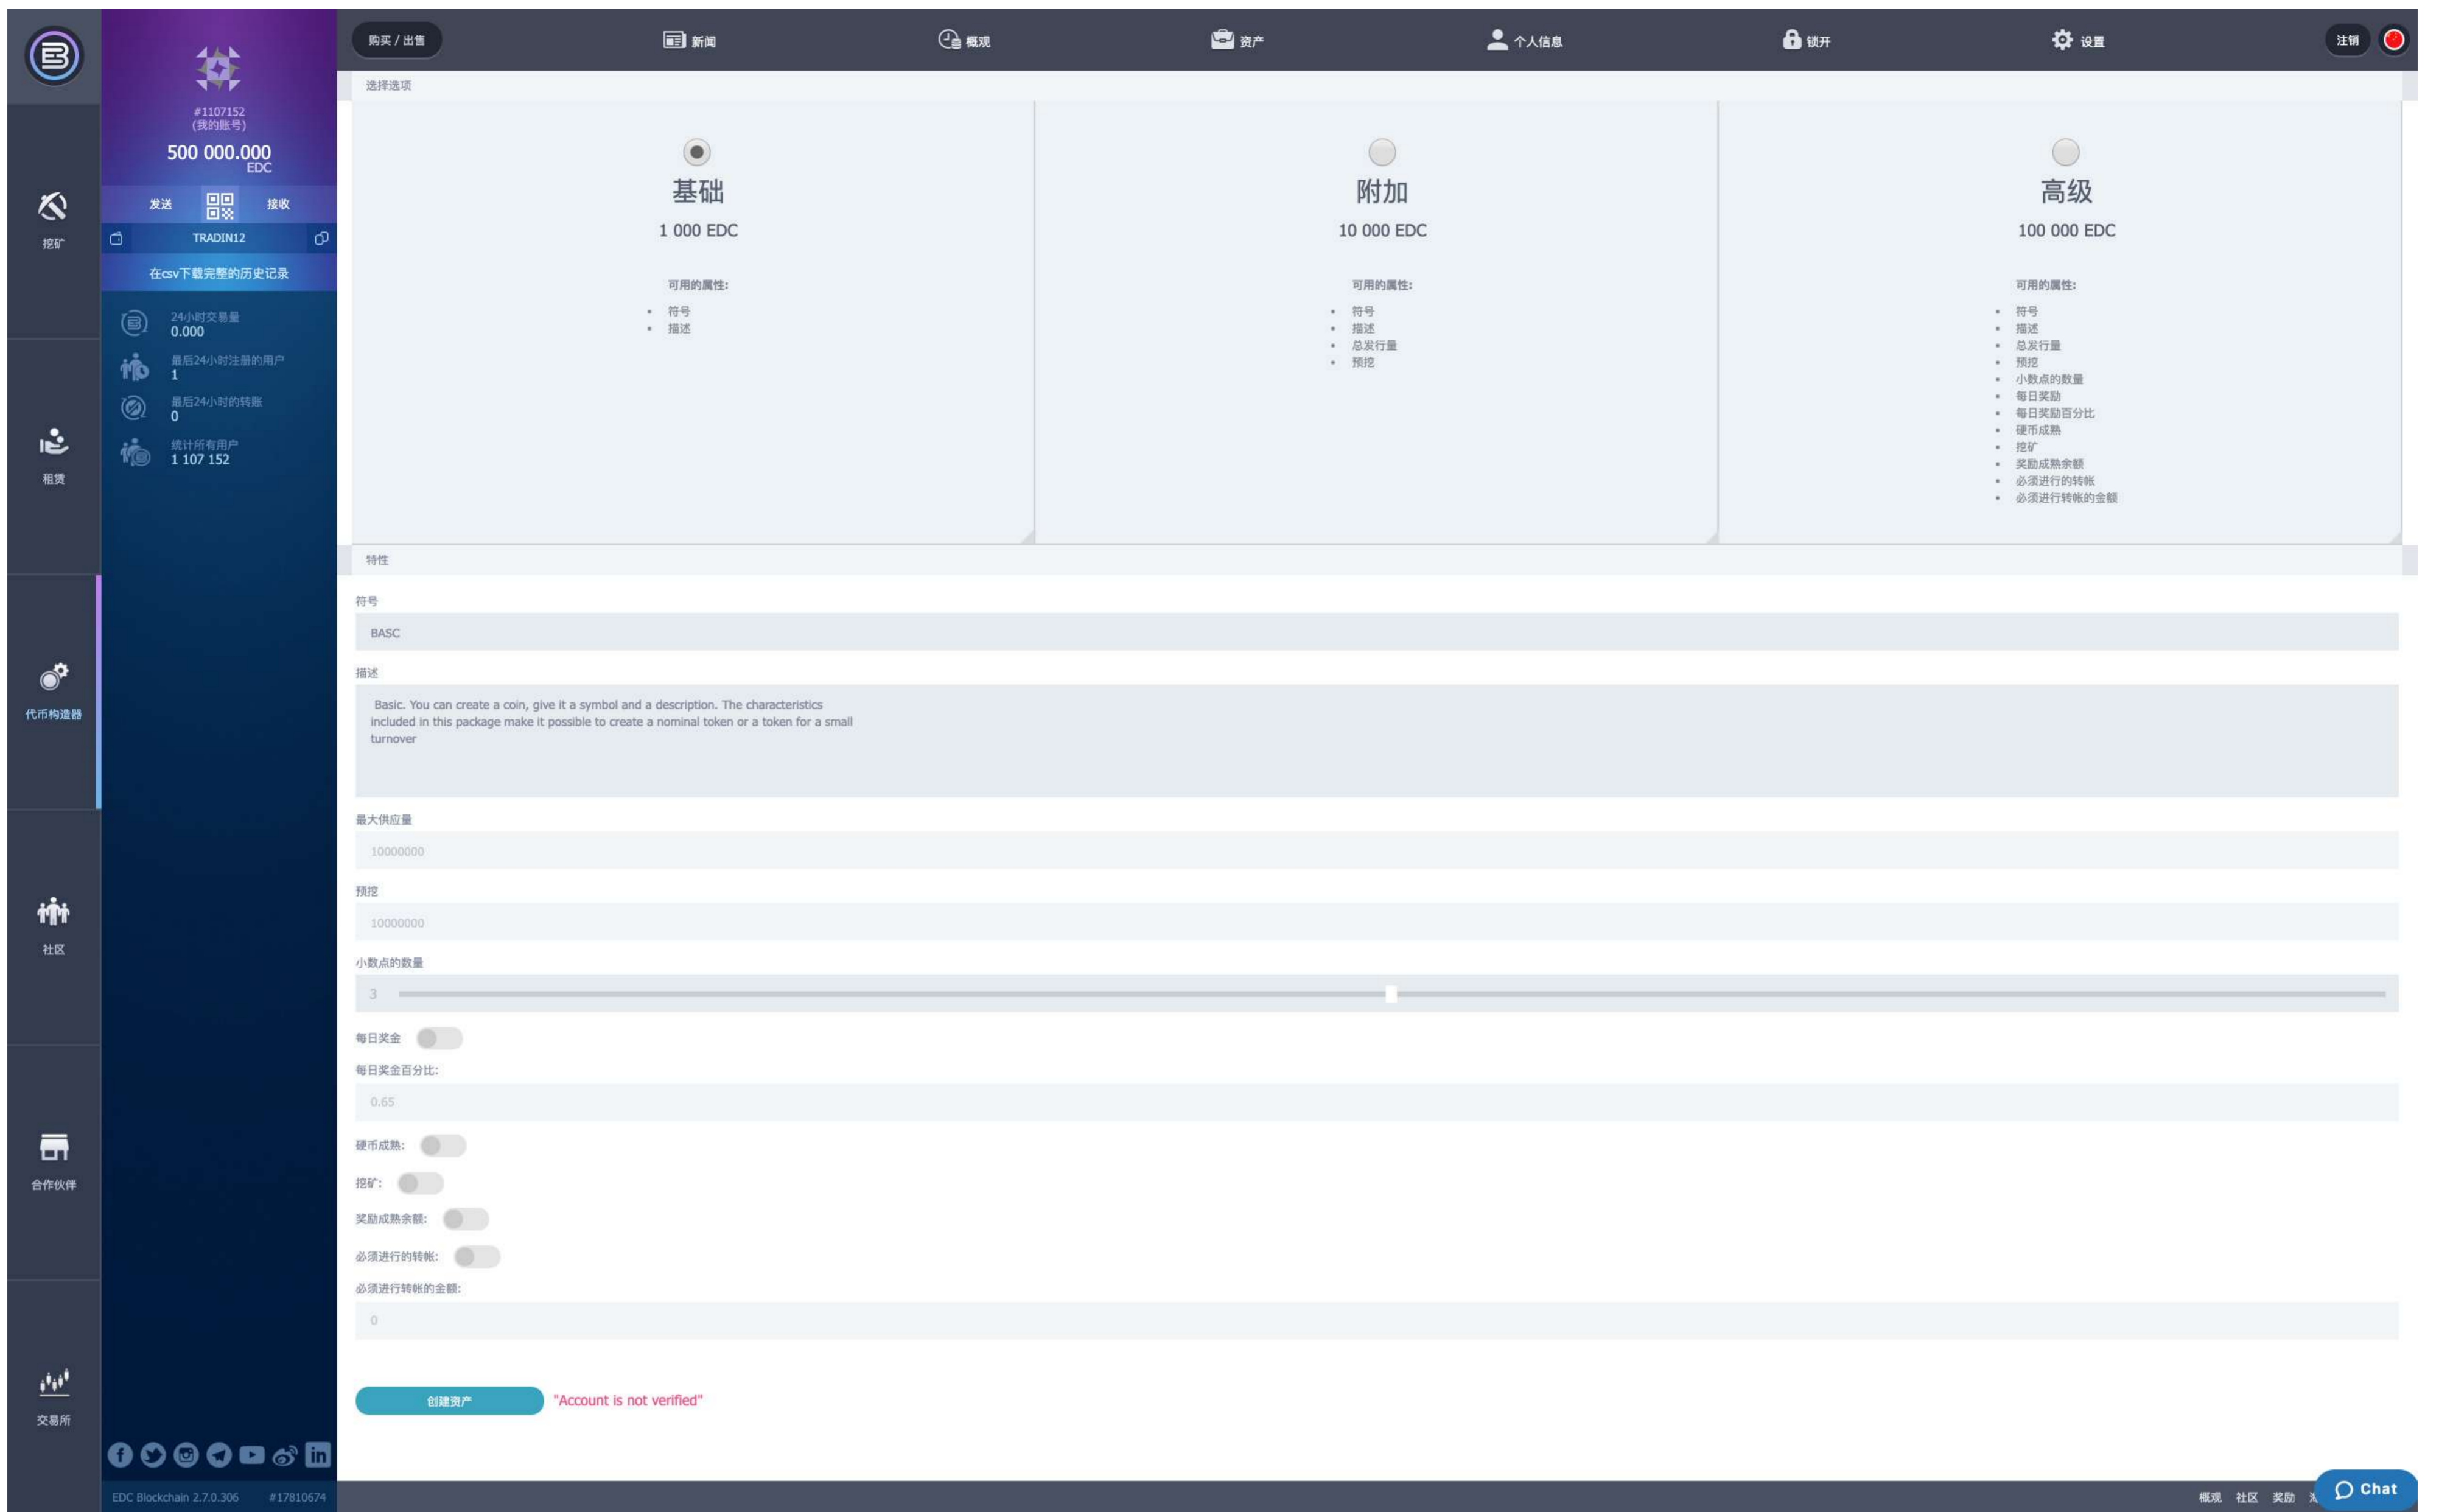 购买 / 出售
新闻
概观
资产
个人信息
锁开
设置
注销
挖矿
租赁
代币构造器
社区
合作伙伴
交易所
#1107152
(我的账号)
500 000.000
EDC
发送
接收
TRADIN12
在csv下载完整的历史记录
24小时交易量
0.000
最后24小时注册的用户
1
最后24小时的转账
0
统计所有用户
1 107 152
EDC Blockchain 2.7.0.306 #17810674
选择选项
基础
1 000 EDC
可用的属性:
符号
描述
附加
10 000 EDC
可用的属性:
符号
描述
总发行量
预挖
高级
100 000 EDC
可用的属性:
符号
描述
总发行量
预挖
小数点的数量
每日奖励
每日奖励百分比
硬币成熟
挖矿
奖励成熟余额
必须进行的转帐
必须进行转帐的金额
特性
符号
BASC
描述
Basic. You can create a coin, give it a symbol and a description. The characteristics
included in this package make it possible to create a nominal token or a token for a small
turnover
最大供应量
10000000
预挖
10000000
小数点的数量
3
每日奖金
每日奖金百分比:
0.65
硬币成熟:
挖矿:
奖励成熟余额:
必须进行的转帐:
必须进行转帐的金额:
0
创建资产
"Account is not verified"
概观 社区 奖励
Chat